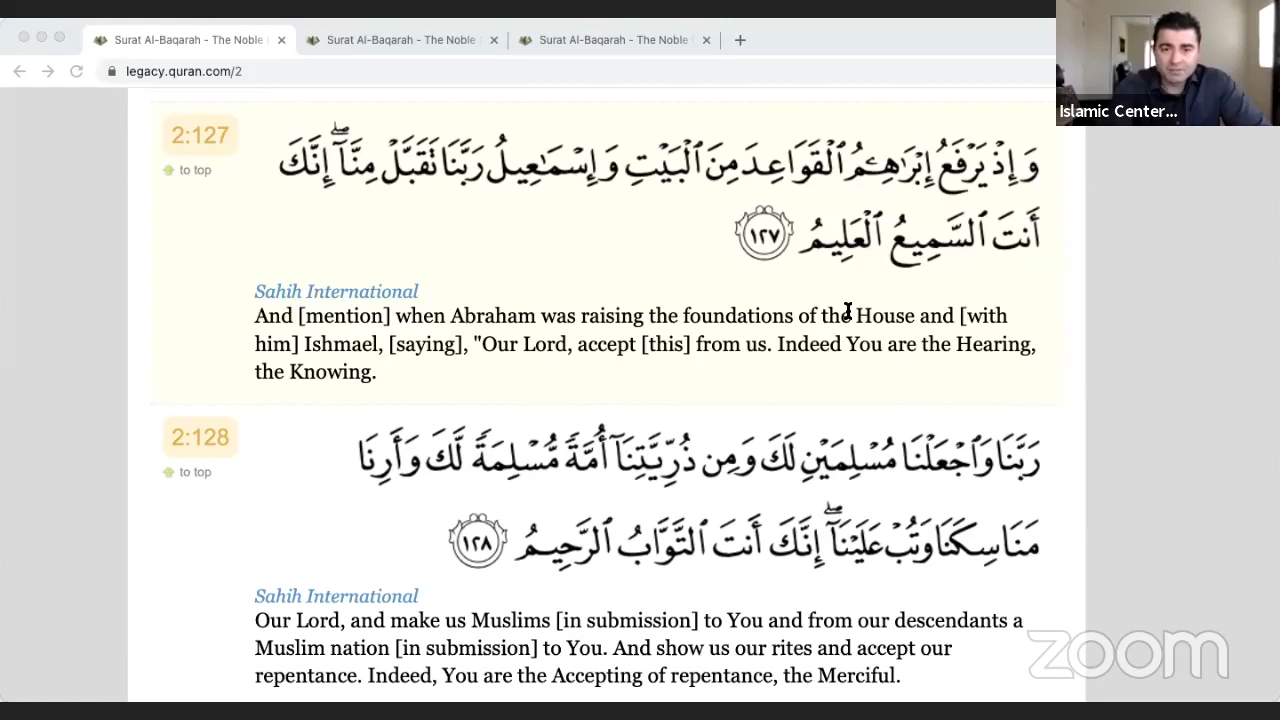 Surat Al-Baqarah - The Noble
Surat Al-Baqarah - The Noble
Surat Al-Baqarah - The Noble
legacy.quran.com/2
Islamic Center...
2:127
to top
وَإِذْ يَرْفَعُ إِبْرَٰهِـۧمُ ٱلْقَوَاعِدَ مِنَ ٱلْبَيْتِ وَإِسْمَـٰعِيلُ رَبَّنَا تَقَبَّلْ مِنَّآ ۖ إِنَّكَ
أَنتَ ٱلسَّمِيعُ ٱلْعَلِيمُ ١٢٧
Sahih International
And [mention] when Abraham was raising the foundations of the House and [with
him] Ishmael, [saying], "Our Lord, accept [this] from us. Indeed You are the Hearing,
the Knowing.
2:128
to top
رَبَّنَا وَٱجْعَلْنَا مُسْلِمَيْنِ لَكَ وَمِن ذُرِّيَّتِنَآ أُمَّةً مُّسْلِمَةً لَّكَ وَأَرِنَا
مَنَاسِكَنَا وَتُبْ عَلَيْنَآ ۖ إِنَّكَ أَنتَ ٱلتَّوَّابُ ٱلرَّحِيمُ ١٢٨
Sahih International
Our Lord, and make us Muslims [in submission] to You and from our descendants a
Muslim nation [in submission] to You. And show us our rites and accept our
repentance. Indeed, You are the Accepting of repentance, the Merciful.
zoom